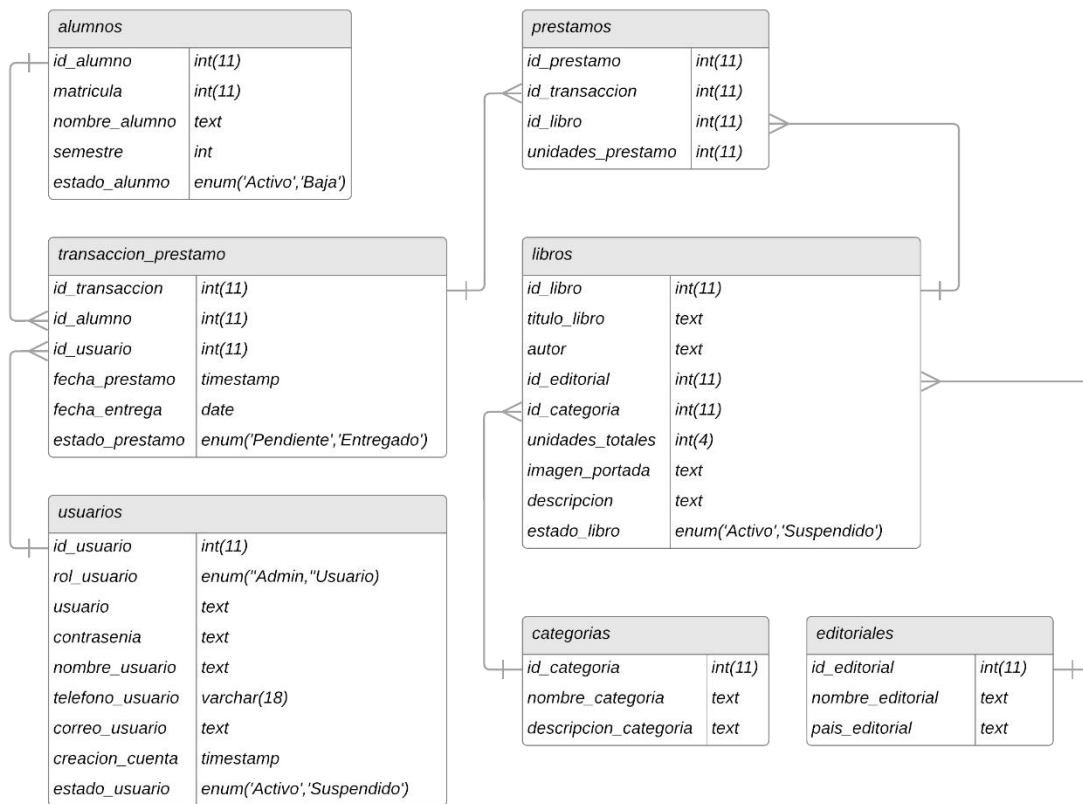 alumnos
id_alumno int(11)
matricula int(11)
nombre_alumno text
semestre int
estado_alunmo enum('Activo','Baja')
prestamos
id_prestamo int(11)
id_transaccion int(11)
id_libro int(11)
unidades_prestamo int(11)
transaccion_prestamo
id_transaccion int(11)
id_alumno int(11)
id_usuario int(11)
fecha_prestamo timestamp
fecha_entrega date
estado_prestamo enum('Pendiente','Entregado')
libros
id_libro int(11)
titulo_libro text
autor text
id_editorial int(11)
id_categoria int(11)
unidades_totales int(4)
imagen_portada text
descripcion text
estado_libro enum('Activo','Suspendido')
usuarios
id_usuario int(11)
rol_usuario enum("Admin,"Usuario)
usuario text
contrasenia text
nombre_usuario text
telefono_usuario varchar(18)
correo_usuario text
creacion_cuenta timestamp
estado_usuario enum('Activo','Suspendido')
categorias
id_categoria int(11)
nombre_categoria text
descripcion_categoria text
editoriales
id_editorial int(11)
nombre_editorial text
pais_editorial text